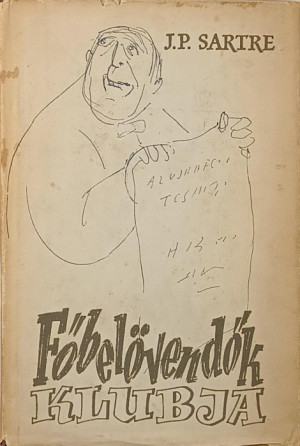 J.P. SARTRE
Főbelövendők
KLUBJA